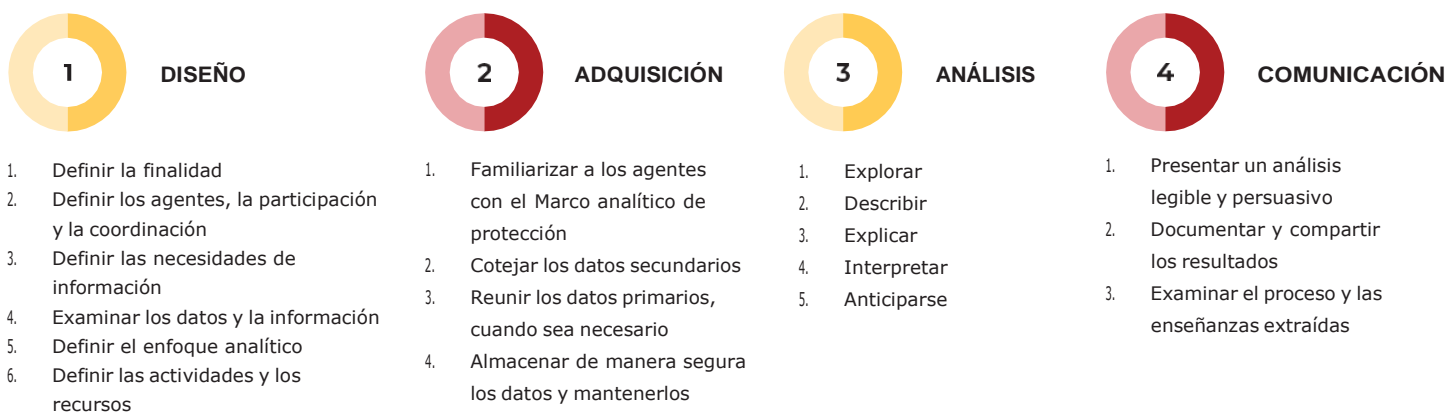 1
DISEÑO
1. Definir la finalidad
2. Definir los agentes, la participación
y la coordinación
3. Definir las necesidades de
información
4. Examinar los datos y la información
5. Definir el enfoque analítico
6. Definir las actividades y los
recursos
2
ADQUISICIÓN
1. Familiarizar a los agentes
con el Marco analítico de
protección
2. Cotejar los datos secundarios
3. Reunir los datos primarios,
cuando sea necesario
4. Almacenar de manera segura
los datos y mantenerlos
3
ANÁLISIS
1. Explorar
2. Describir
3. Explicar
4. Interpretar
5. Anticiparse
4
COMUNICACIÓN
1. Presentar un análisis
legible y persuasivo
2. Documentar y compartir
los resultados
3. Examinar el proceso y las
enseñanzas extraídas